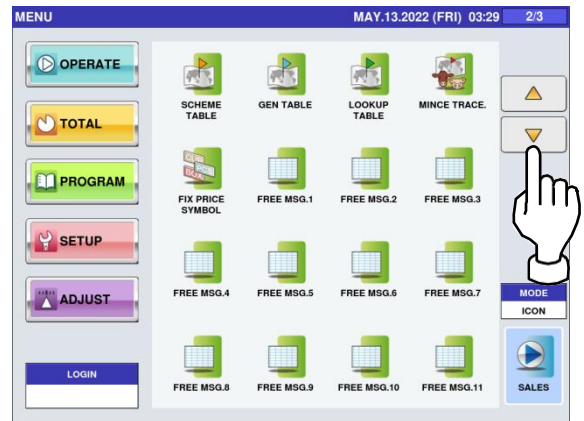 MENU MAY.13.2022 (FRI) 03:29 2/3
OPERATE
TOTAL
PROGRAM
SETUP
ADJUST
LOGIN
SCHEME
TABLE
GEN TABLE
LOOKUP
TABLE
MINCE TRACE.
FIX PRICE
SYMBOL
FREE MSG.1
FREE MSG.2
FREE MSG.3
FREE MSG.4
FREE MSG.5
FREE MSG.6
FREE MSG.7
FREE MSG.8
FREE MSG.9
FREE MSG.10
FREE MSG.11
MODE
ICON
SALES